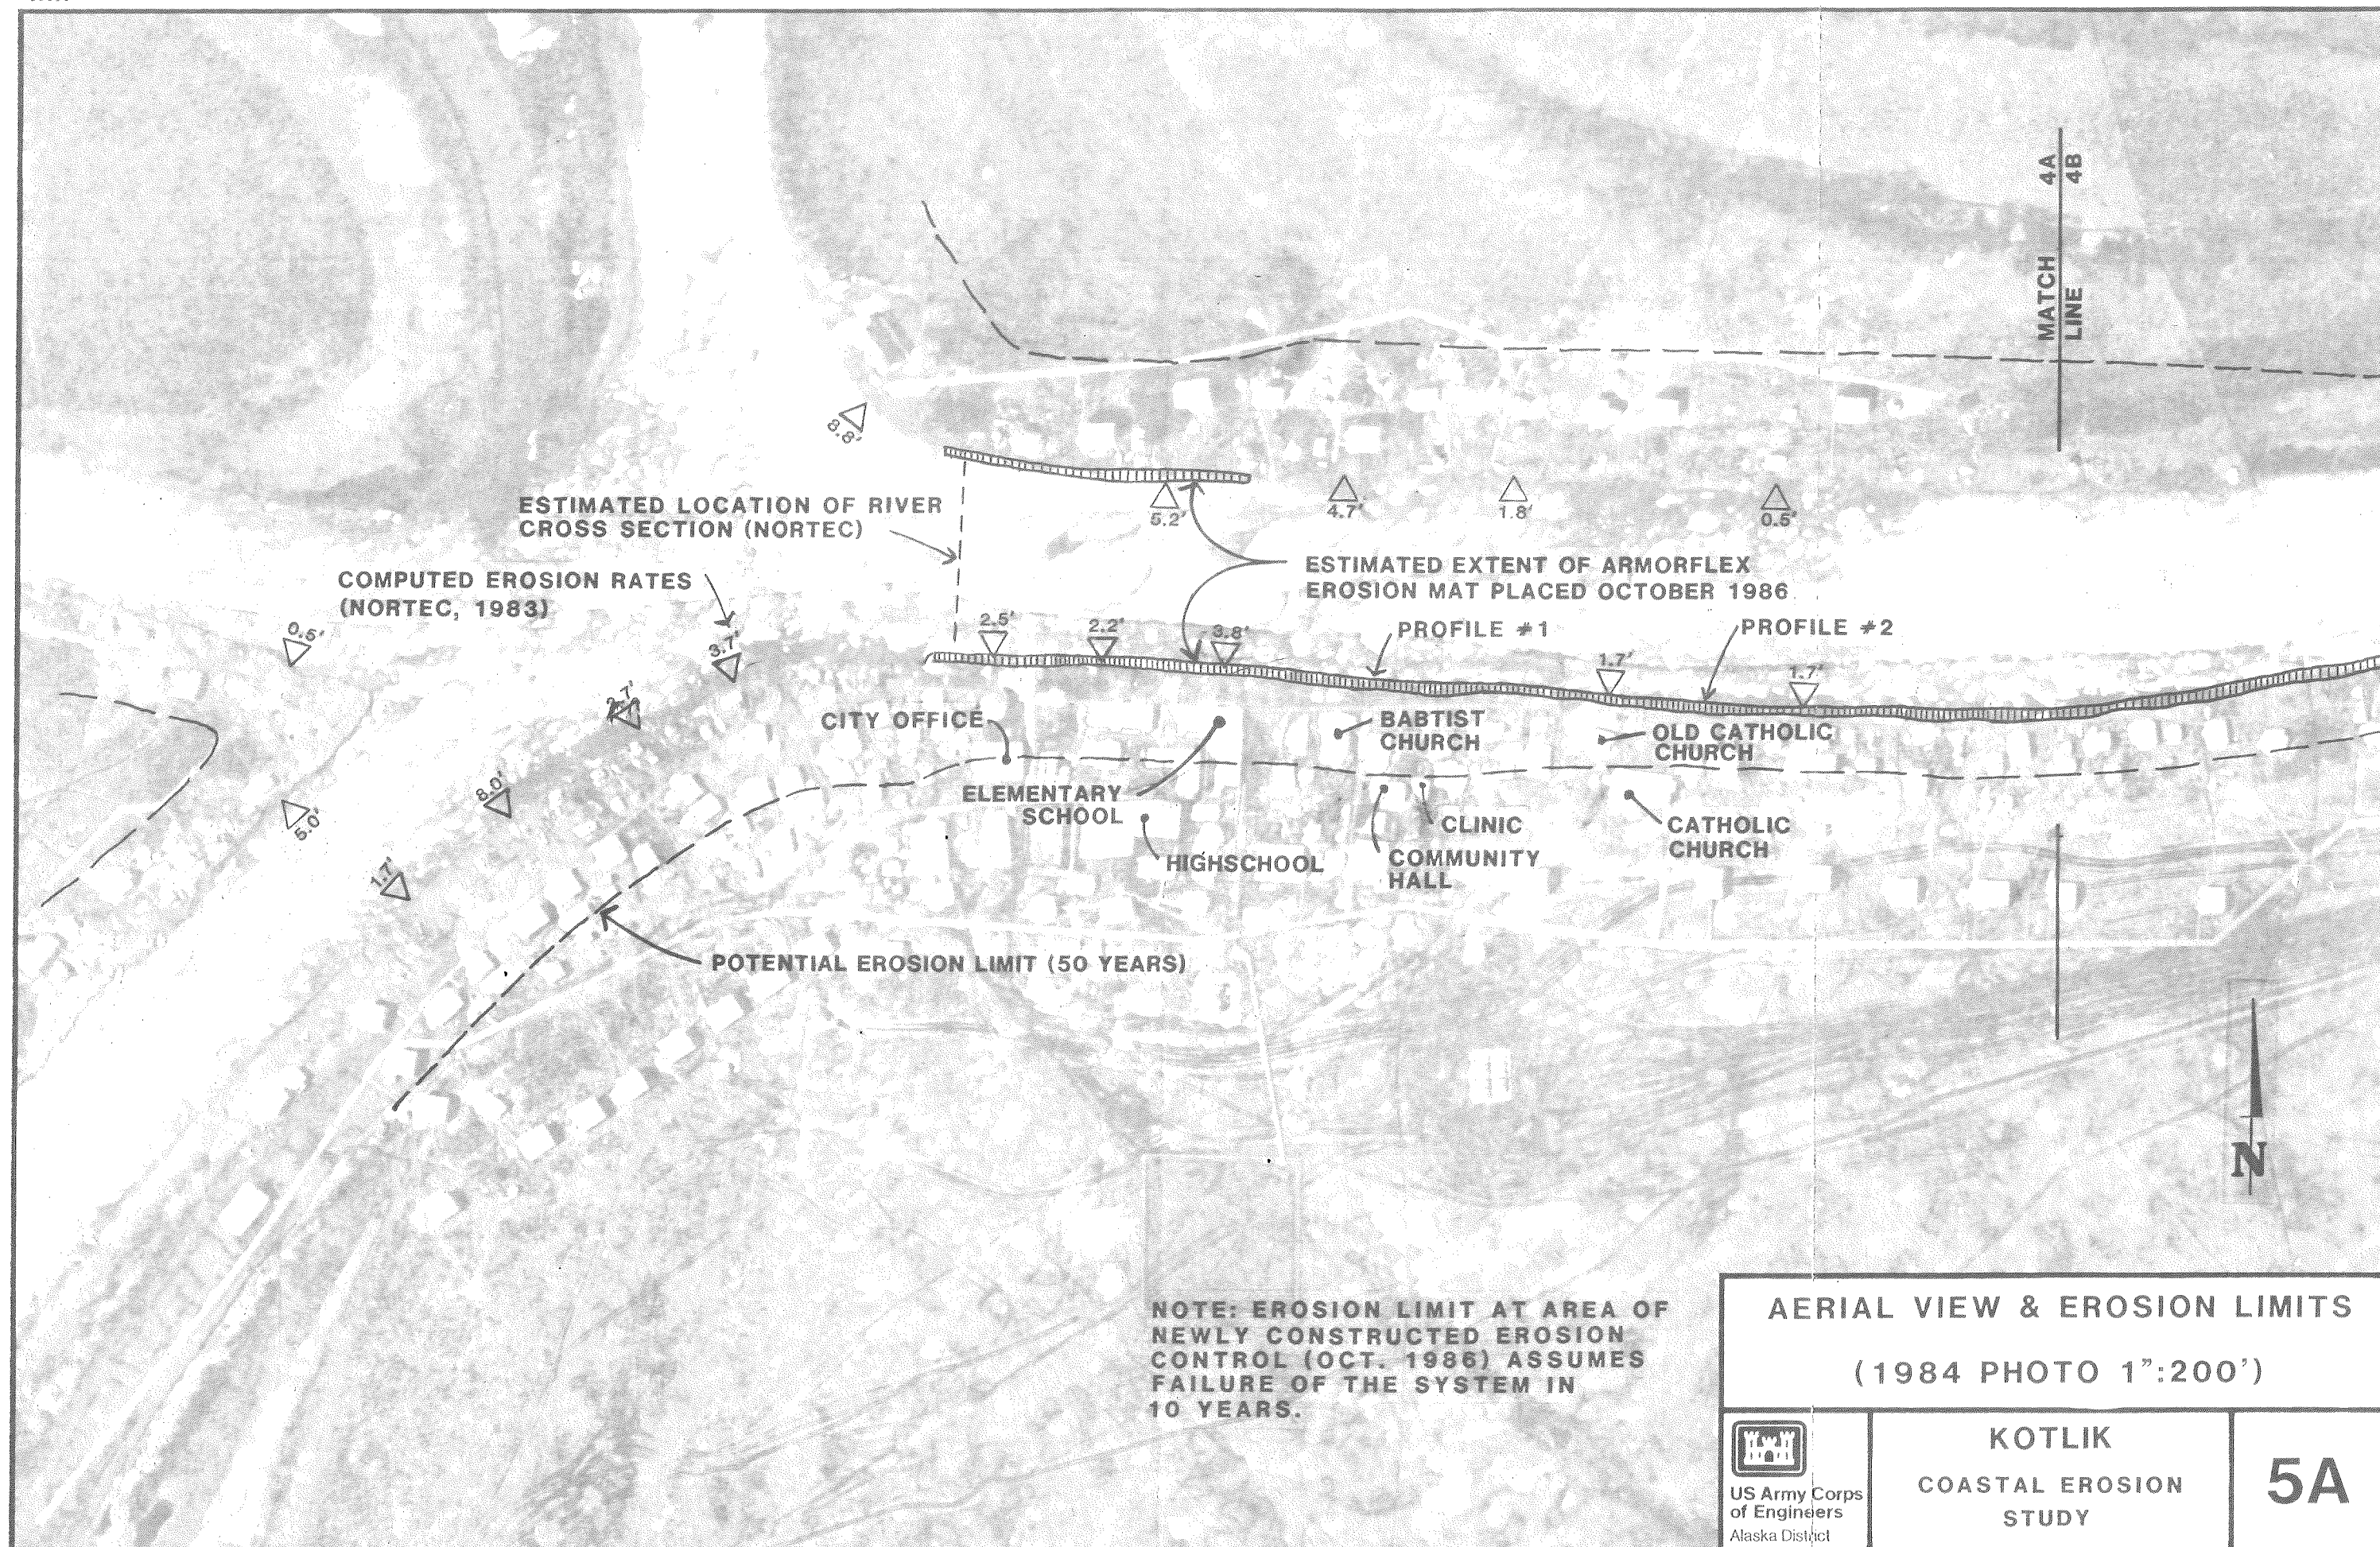 4A
4B
MATCH
LINE
8.8'
ESTIMATED LOCATION OF RIVER
CROSS SECTION (NORTEC)
5.2'
4.7'
1.8'
0.5'
ESTIMATED EXTENT OF ARMORFLEX
EROSION MAT PLACED OCTOBER 1986
COMPUTED EROSION RATES
(NORTEC, 1983)
0.5'
3.7'
2.5'
2.2'
3.8'
PROFILE #1
PROFILE #2
1.7'
1.7'
CITY OFFICE
BABTIST
CHURCH
OLD CATHOLIC
CHURCH
8.0'
5.0'
1.7'
ELEMENTARY
SCHOOL
HIGHSCHOOL
CLINIC
COMMUNITY
HALL
CATHOLIC
CHURCH
POTENTIAL EROSION LIMIT (50 YEARS)
N
NOTE: EROSION LIMIT AT AREA OF
NEWLY CONSTRUCTED EROSION
CONTROL (OCT. 1986) ASSUMES
FAILURE OF THE SYSTEM IN
10 YEARS.
AERIAL VIEW & EROSION LIMITS
(1984 PHOTO 1":200')
US Army Corps
of Engineers
Alaska District
KOTLIK
COASTAL EROSION
STUDY
5A